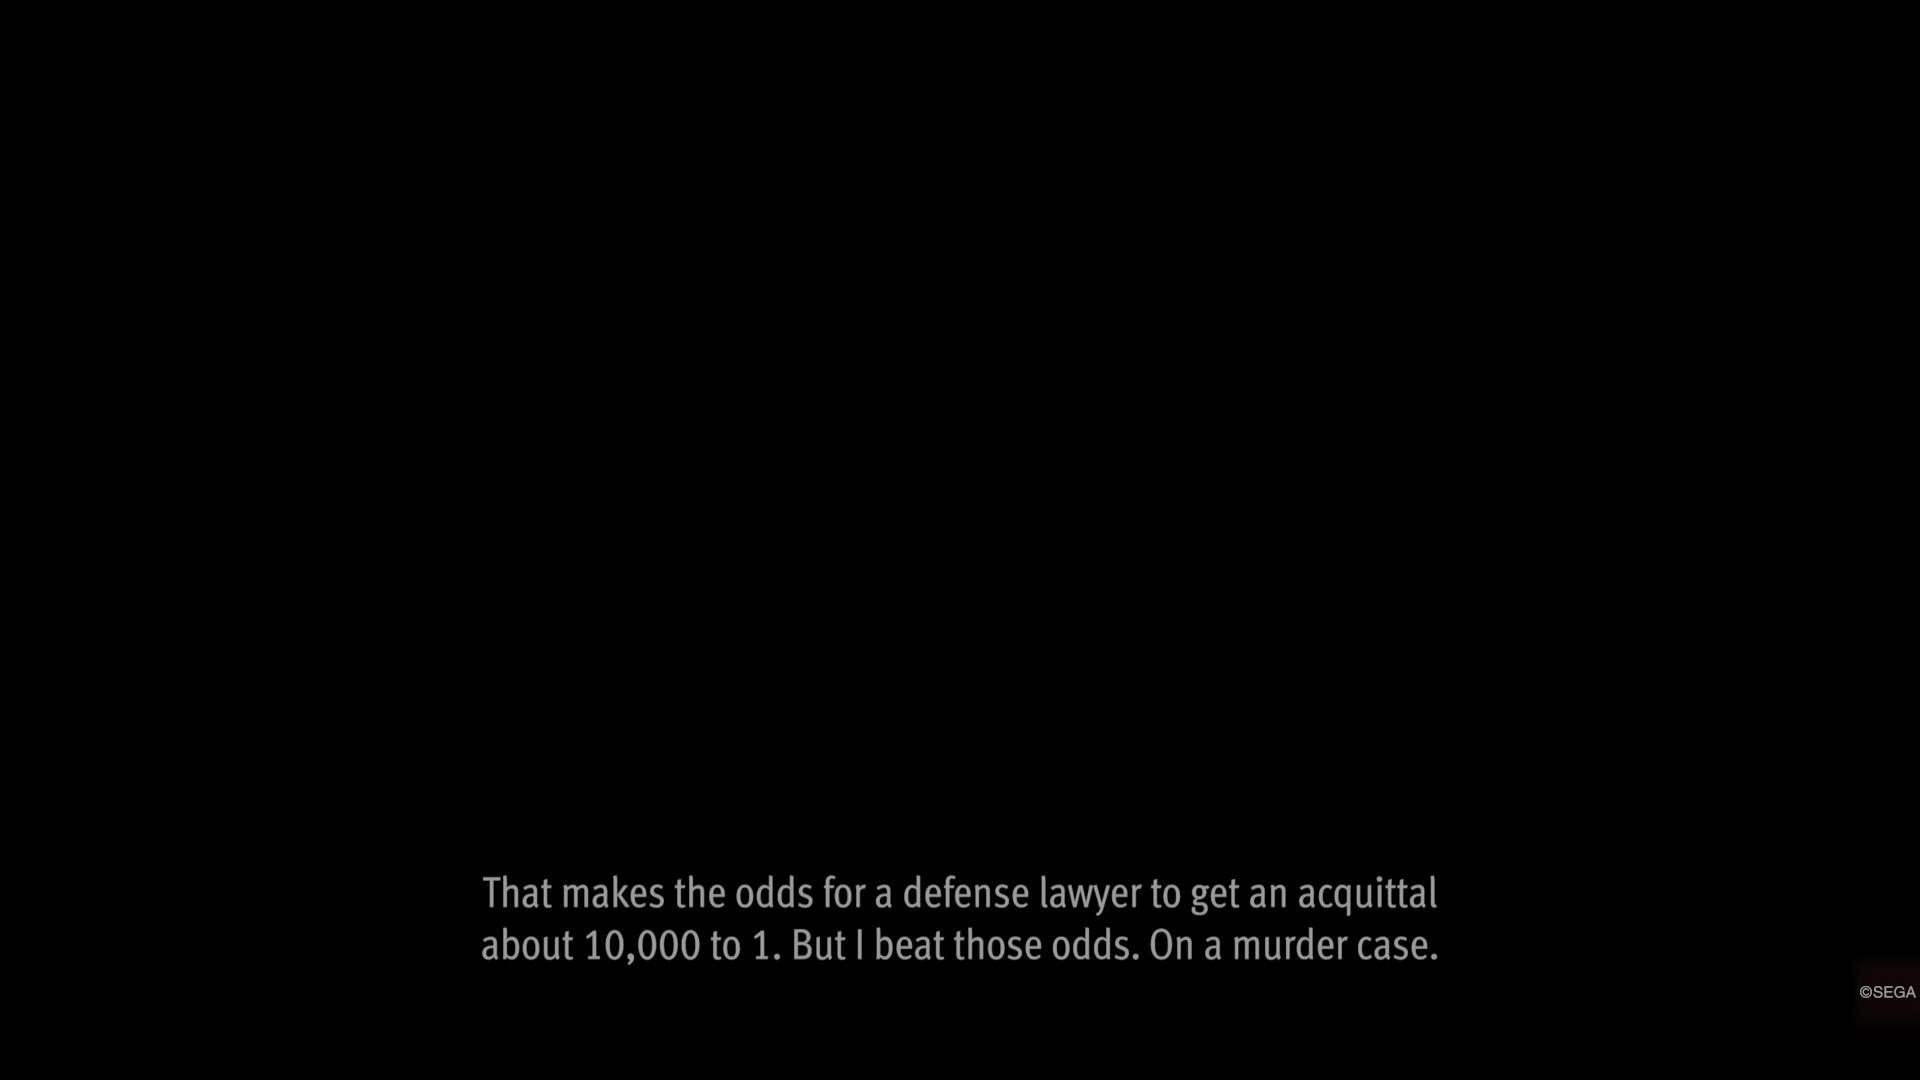 That makes the odds for a defense lawyer to get an acquittal
about 10,000 to 1. But I beat those odds. On a murder case.
©SEGA